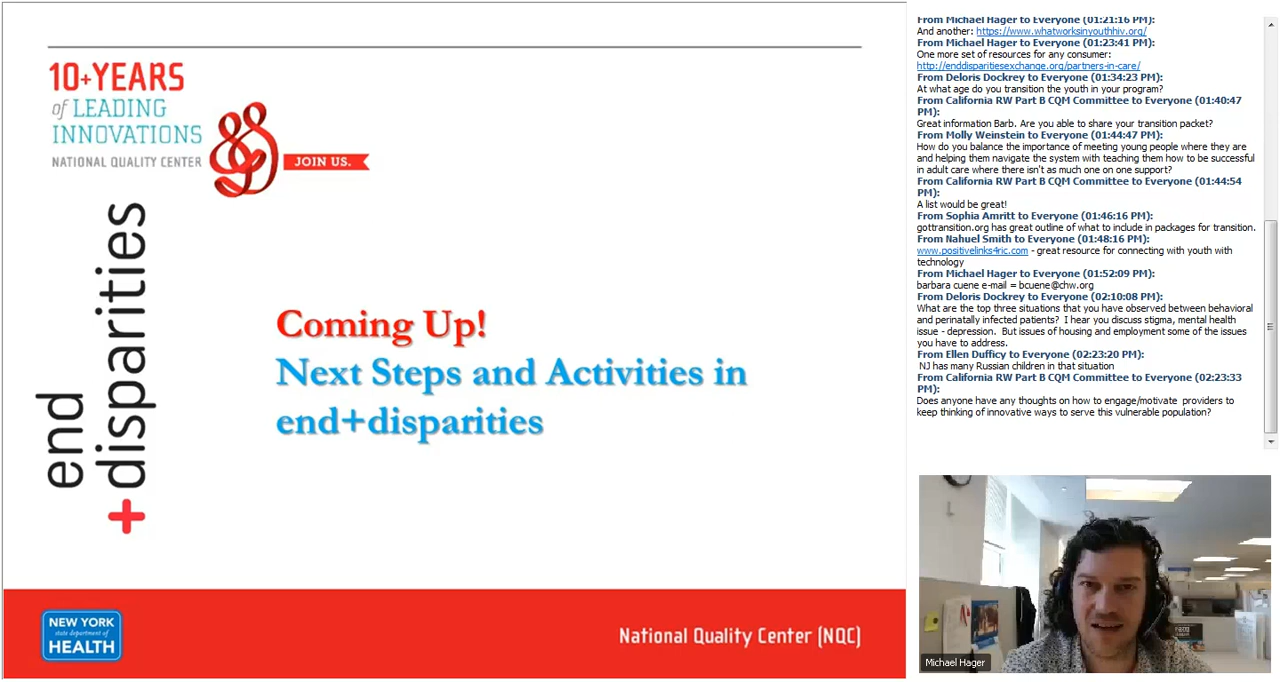 10+YEARS
of LEADING
INNOVATIONS
NATIONAL QUALITY CENTER
JOIN US.
end
+disparities
Coming Up!
Next Steps and Activities in
end+disparities
NEW YORK
state department of
HEALTH
National Quality Center (NQC)
From Michael Hager to Everyone (01:21:16 PM):
And another: https://www.whatworksinyouthhiv.org/
From Michael Hager to Everyone (01:23:41 PM):
One more set of resources for any consumer:
http://enddisparitiesexchange.org/partners-in-care/
From Deloris Dockrey to Everyone (01:34:23 PM):
At what age do you transition the youth in your program?
From California RW Part B CQM Committee to Everyone (01:40:47
PM):
Great information Barb. Are you able to share your transition packet?
From Molly Weinstein to Everyone (01:44:47 PM):
How do you balance the importance of meeting young people where they are
and helping them navigate the system with teaching them how to be successful
in adult care where there isn't as much one on one support?
From California RW Part B CQM Committee to Everyone (01:44:54
PM):
A list would be great!
From Sophia Amritt to Everyone (01:46:16 PM):
gottransition.org has great outline of what to include in packages for transition.
From Nahuel Smith to Everyone (01:48:16 PM):
www.positivelinks4ric.com - great resource for connecting with youth with
technology
From Michael Hager to Everyone (01:52:09 PM):
barbara cuene e-mail = bcuene@chw.org
From Deloris Dockrey to Everyone (02:10:08 PM):
What are the top three situations that you have observed between behavioral
and perinatally infected patients? I hear you discuss stigma, mental health
issue - depression. But issues of housing and employment some of the issues
you have to address.
From Ellen Dufficy to Everyone (02:23:20 PM):
NJ has many Russian children in that situation
From California RW Part B CQM Committee to Everyone (02:23:33
PM):
Does anyone have any thoughts on how to engage/motivate providers to
keep thinking of innovative ways to serve this vulnerable population?
Michael Hager